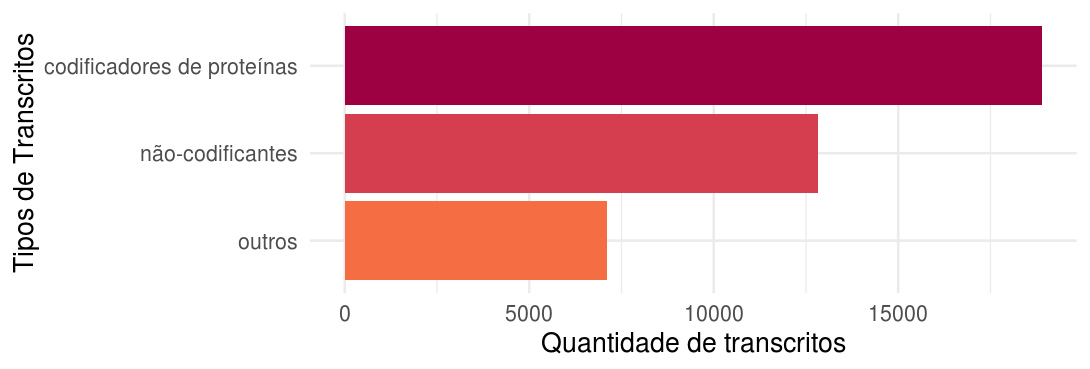 Tipos de Transcritos
codificadores de proteínas
não-codificantes
outros
0 5000 10000 15000
Quantidade de transcritos